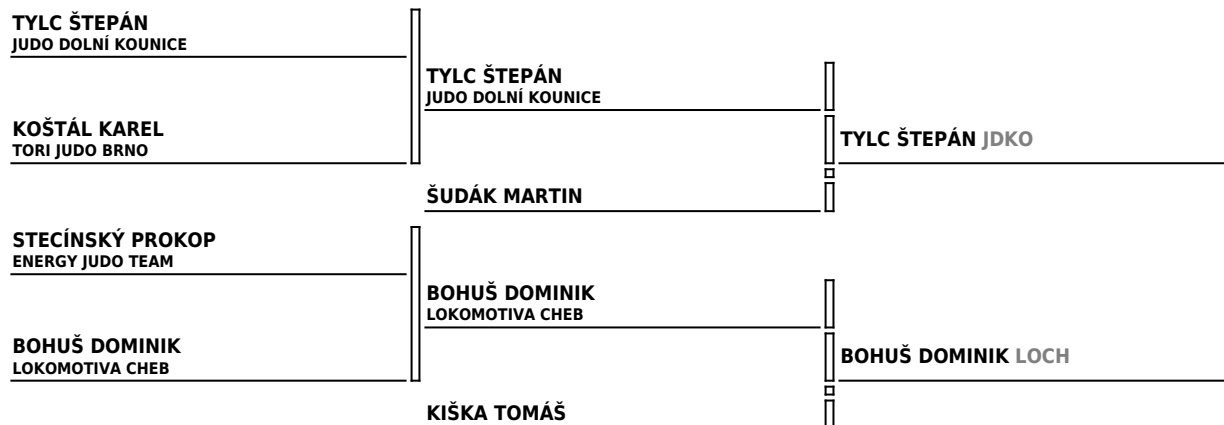 TYLC ŠTEPÁN
JUDO DOLNÍ KOUNICE
TYLC ŠTEPÁN
JUDO DOLNÍ KOUNICE
KOŠTÁL KAREL
TORI JUDO BRNO
TYLC ŠTEPÁN JDKO
ŠUDÁK MARTIN
STECÍNSKÝ PROKOP
ENERGY JUDO TEAM
BOHUŠ DOMINIK
LOKOMOTIVA CHEB
BOHUŠ DOMINIK
LOKOMOTIVA CHEB
BOHUŠ DOMINIK LOCH
KIŠKA TOMÁŠ